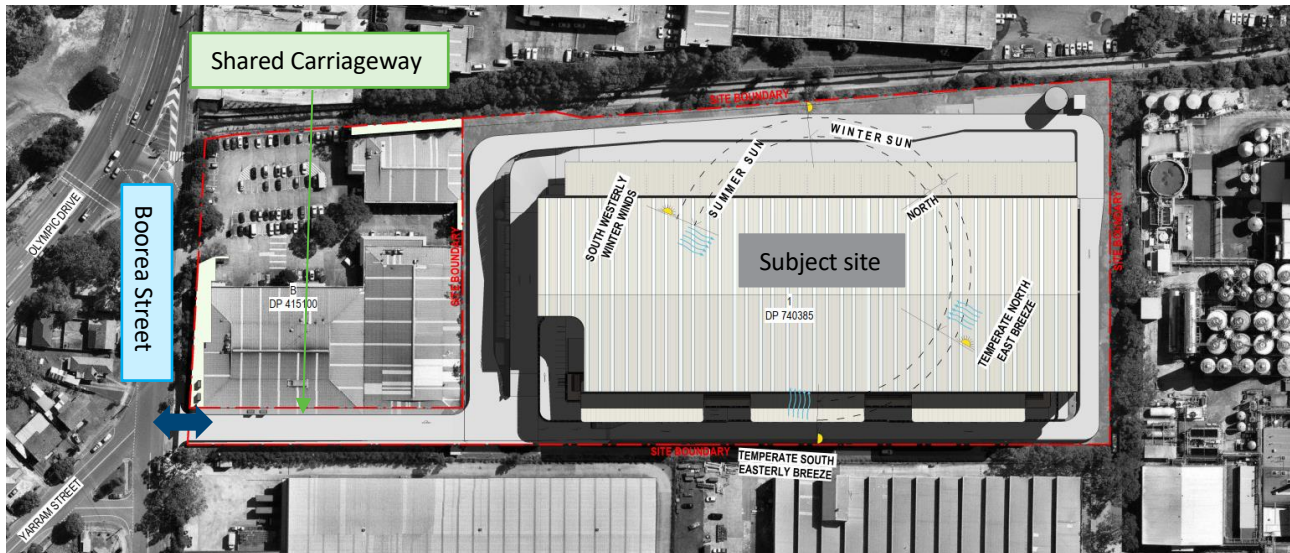 Shared Carriageway
SITE BOUNDARY
WINTER SUN
SUMMER SUN
NORTH
SOUTH WESTERLY
WINTER WINDS
OLYMPIC DRIVE
Boorea Street
SITE BOUNDARY
SITE BOUNDARY
Subject site
B
DP 415100
1
DP 740385
TEMPERATE NORTH
EAST BREEZE
SITE BOUNDARY
TEMPERATE SOUTH
EASTERLY BREEZE
YARRAM STREET